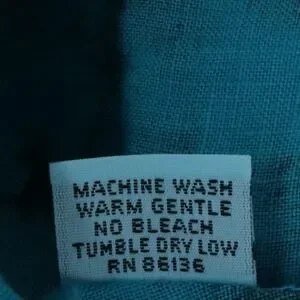 MACHINE WASH
WARM GENTLE
NO BLEACH
TUMBLE DRY LOW
RN 86136